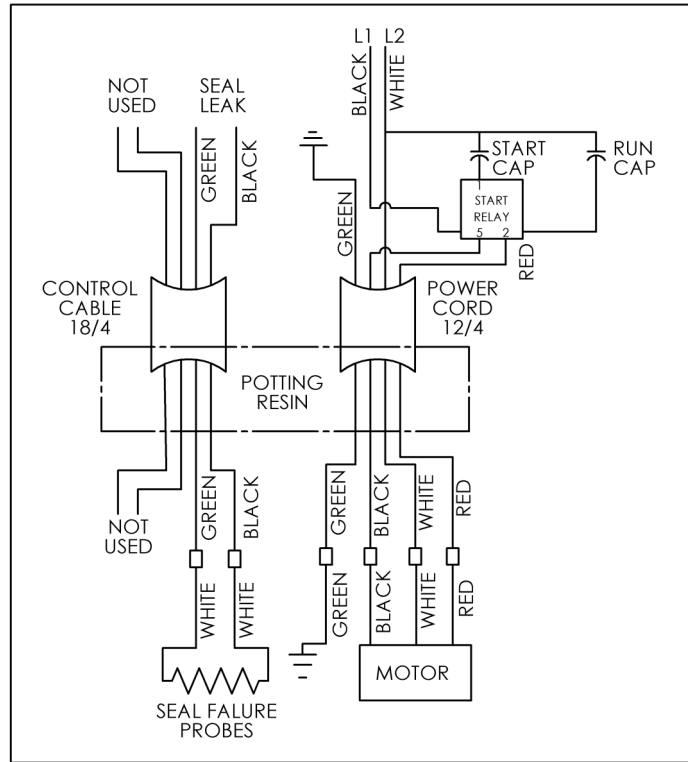 L1 L2
BLACK
WHITE
NOT
USED
SEAL
LEAK
GREEN
BLACK
START
CAP
RUN
CAP
1
START
RELAY
5 2
GREEN
RED
CONTROL
CABLE
18/4
POWER
CORD
12/4
POTTING
RESIN
NOT
USED
GREEN
BLACK
GREEN
BLACK
WHITE
RED
WHITE
WHITE
GREEN
BLACK
WHITE
RED
MOTOR
SEAL FALURE
PROBES